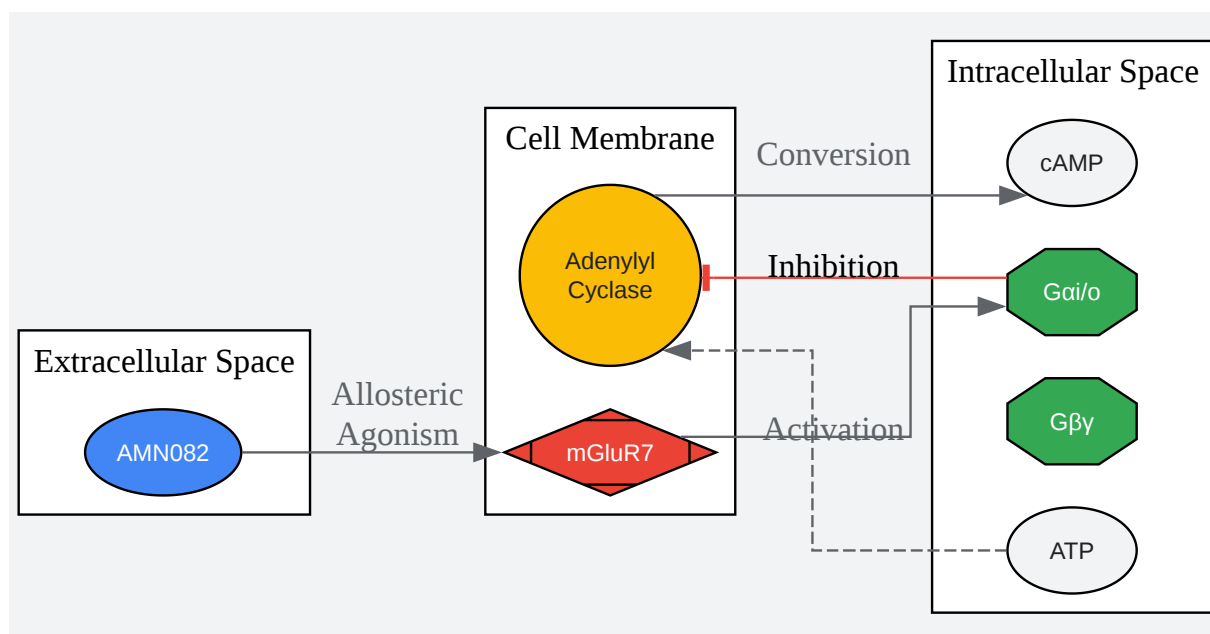 Extracellular Space
AMN082
Allosteric
Agonism
Cell Membrane
Adenylyl
Cyclase
mGluR7
Conversion
Inhibition
Activation
Intracellular Space
cAMP
Gαi/o
Gβγ
ATP